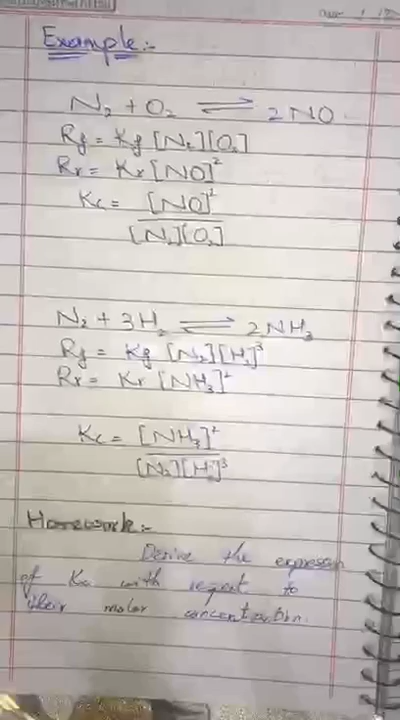 Example:-
N₂ + O₂ ⇌ 2NO
Rf = Kf [N₂][O₂]
Rr = Kr [NO]²
Kc = [NO]²
[N₂][O₂]
N₂ + 3H₂ ⇌ 2NH₃
Rf = Kf [N₂][H₂]³
Rr = Kr [NH₃]²
Kc = [NH₃]²
[N₂][H₂]³
Homework:-
Derive the expression
of Kc with regent to
their molar concentration.